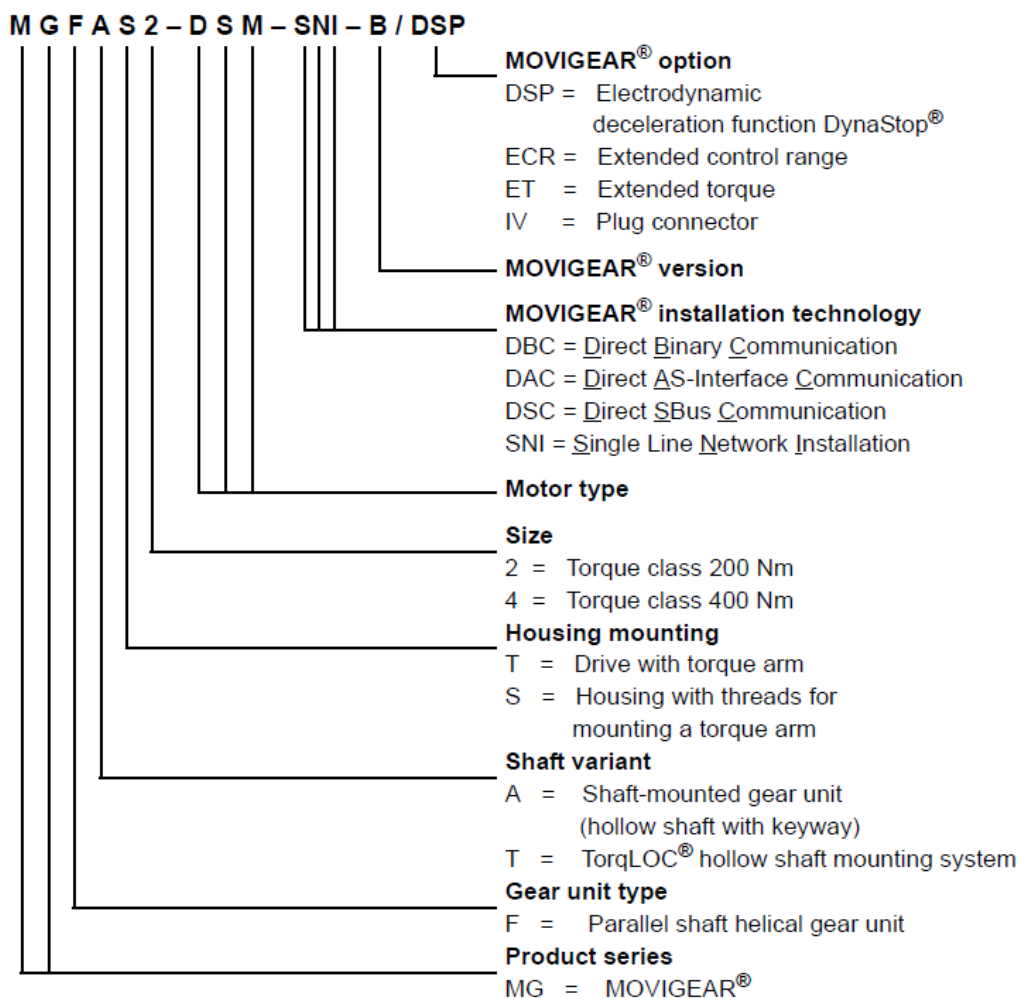 M G F A S 2 – D S M – SNI – B / DSP
MOVIGEAR® option
DSP = Electrodynamic
deceleration function DynaStop®
ECR = Extended control range
ET = Extended torque
IV = Plug connector
MOVIGEAR® version
MOVIGEAR® installation technology
DBC = Direct Binary Communication
DAC = Direct AS-Interface Communication
DSC = Direct SBus Communication
SNI = Single Line Network Installation
Motor type
Size
2 = Torque class 200 Nm
4 = Torque class 400 Nm
Housing mounting
T = Drive with torque arm
S = Housing with threads for
mounting a torque arm
Shaft variant
A = Shaft-mounted gear unit
(hollow shaft with keyway)
T = TorqLOC® hollow shaft mounting system
Gear unit type
F = Parallel shaft helical gear unit
Product series
MG = MOVIGEAR®